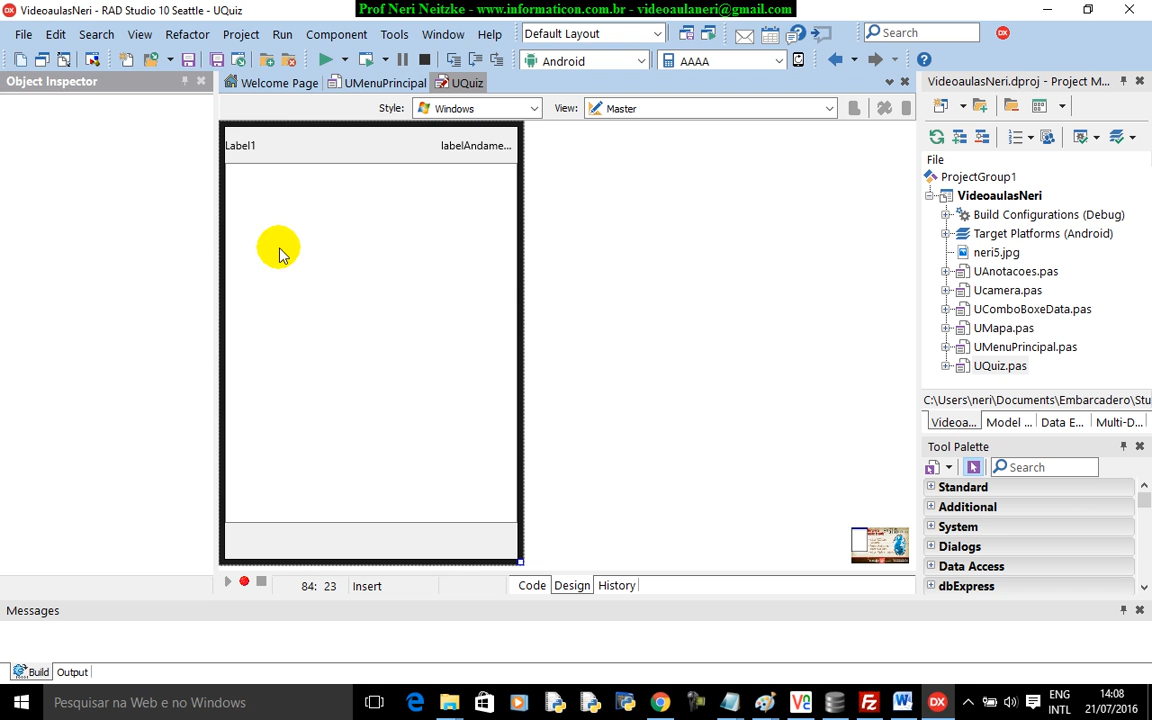 Prof Neri Neitzke - www.informaticon.com.br - videoaulaneri@gmail.com
VideoaulasNeri - RAD Studio 10 Seattle - UQuiz
File Edit Search View Refactor Project Run Component Tools Window Help Default Layout Search
Android AAAA
Object Inspector
Welcome Page UMenuPrincipal UQuiz
VideoaulasNeri.dproj - Project M...
Style: Windows View: Master
Label1 labelAndame...
File
ProjectGroup1
VideoaulasNeri
Build Configurations (Debug)
Target Platforms (Android)
neri5.jpg
UAnotacoes.pas
Ucamera.pas
UComboBoxeData.pas
UMapa.pas
UMenuPrincipal.pas
UQuiz.pas
C:\Users\neri\Documents\Embarcadero\Stu
Videoa... Model ... Data E... Multi-D...
Tool Palette
Search
Standard
Additional
System
Dialogs
Data Access
dbExpress
84: 23 Insert Code Design History
Messages
Build Output
Pesquisar na Web e no Windows
ENG
INTL
14:08
21/07/2016